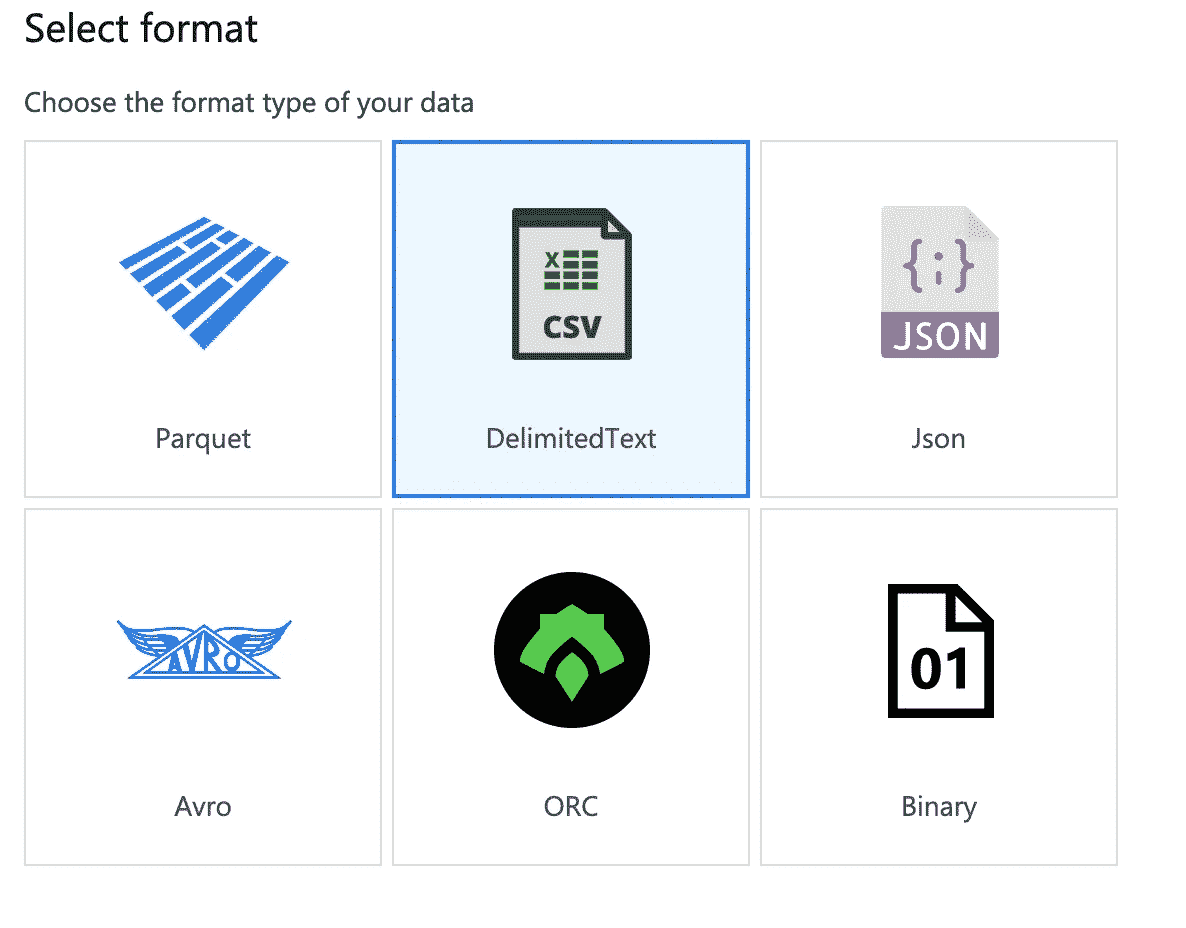 Select format
Choose the format type of your data
X
CSV
{;}
JSON
Parquet
DelimitedText
Json
AVRO
01
Avro
ORC
Binary